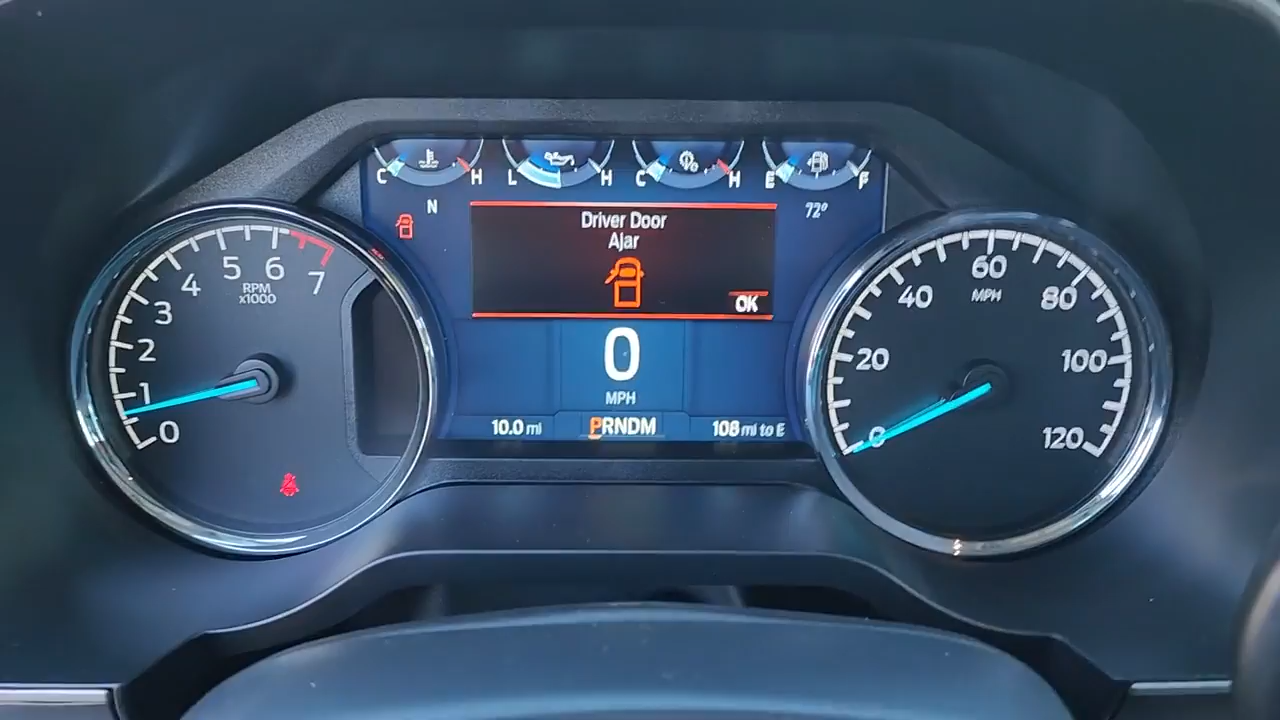 C H L H C H E F
N
72°
Driver Door
Ajar
OK
0
MPH
10.0 mi
PRNDM
108 mi to E
0 1 2 3 4 5 6 7
RPM
x1000
0 20 40 60 80 100 120
MPH